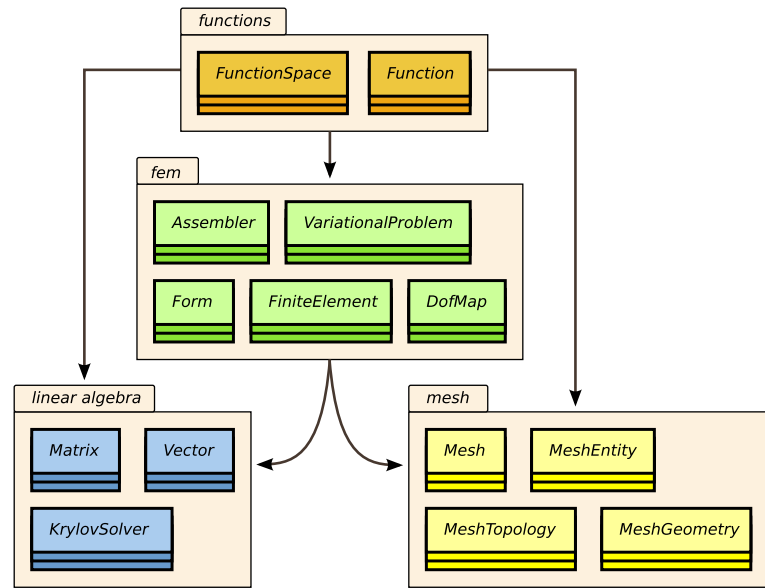 functions
FunctionSpace
Function
fem
Assembler
VariationalProblem
Form
FiniteElement
DofMap
linear algebra
Matrix
Vector
KrylovSolver
mesh
Mesh
MeshEntity
MeshTopology
MeshGeometry